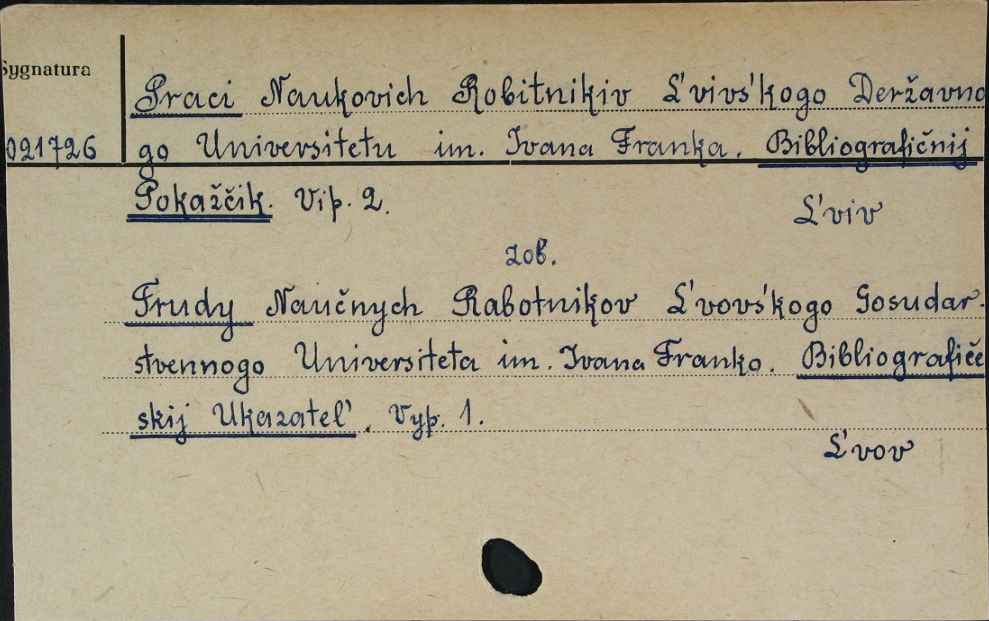 Sygnatura
Praci Naukovich Robitnikiv L'vivs'kogo Deržavno
021726
go Universitetu im. Ivana Franka. Bibliografičnij
Pokažčik. Vip. 2.
L'viv
zob.
Trudy Naučnych Rabotnikov L'vovs'kogo Gosudar-
stvennogo Universiteta im. Ivana Franko. Bibliografiče
skij Ukazatel'. Vyp. 1.
L'vov